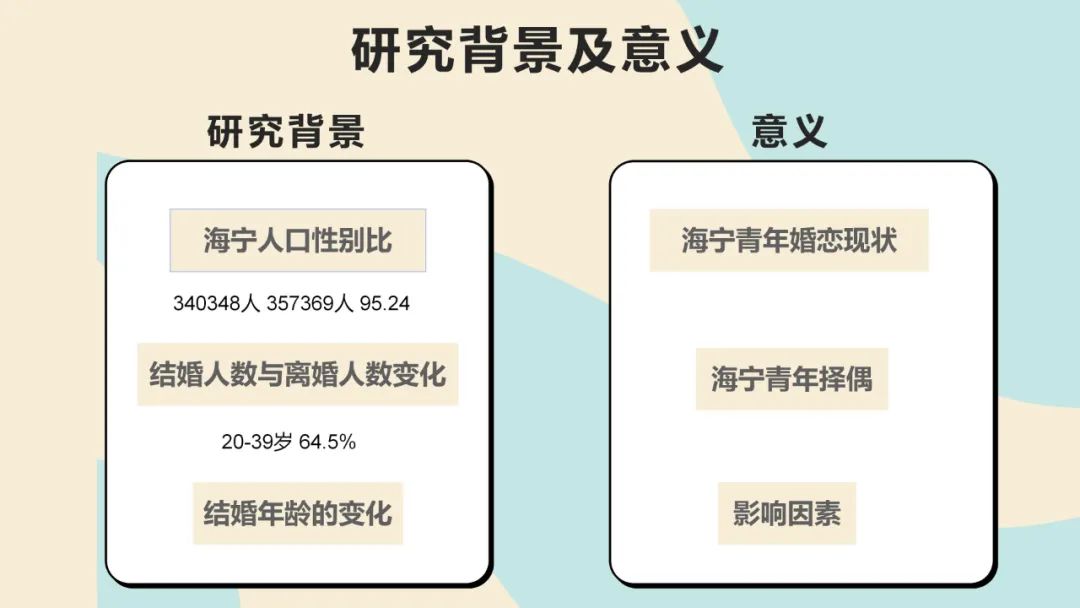 研究背景及意义
研究背景
海宁人口性别比
340348人 357369人 95.24
结婚人数与离婚人数变化
20-39岁 64.5%
结婚年龄的变化
意义
海宁青年婚恋现状
海宁青年择偶
影响因素